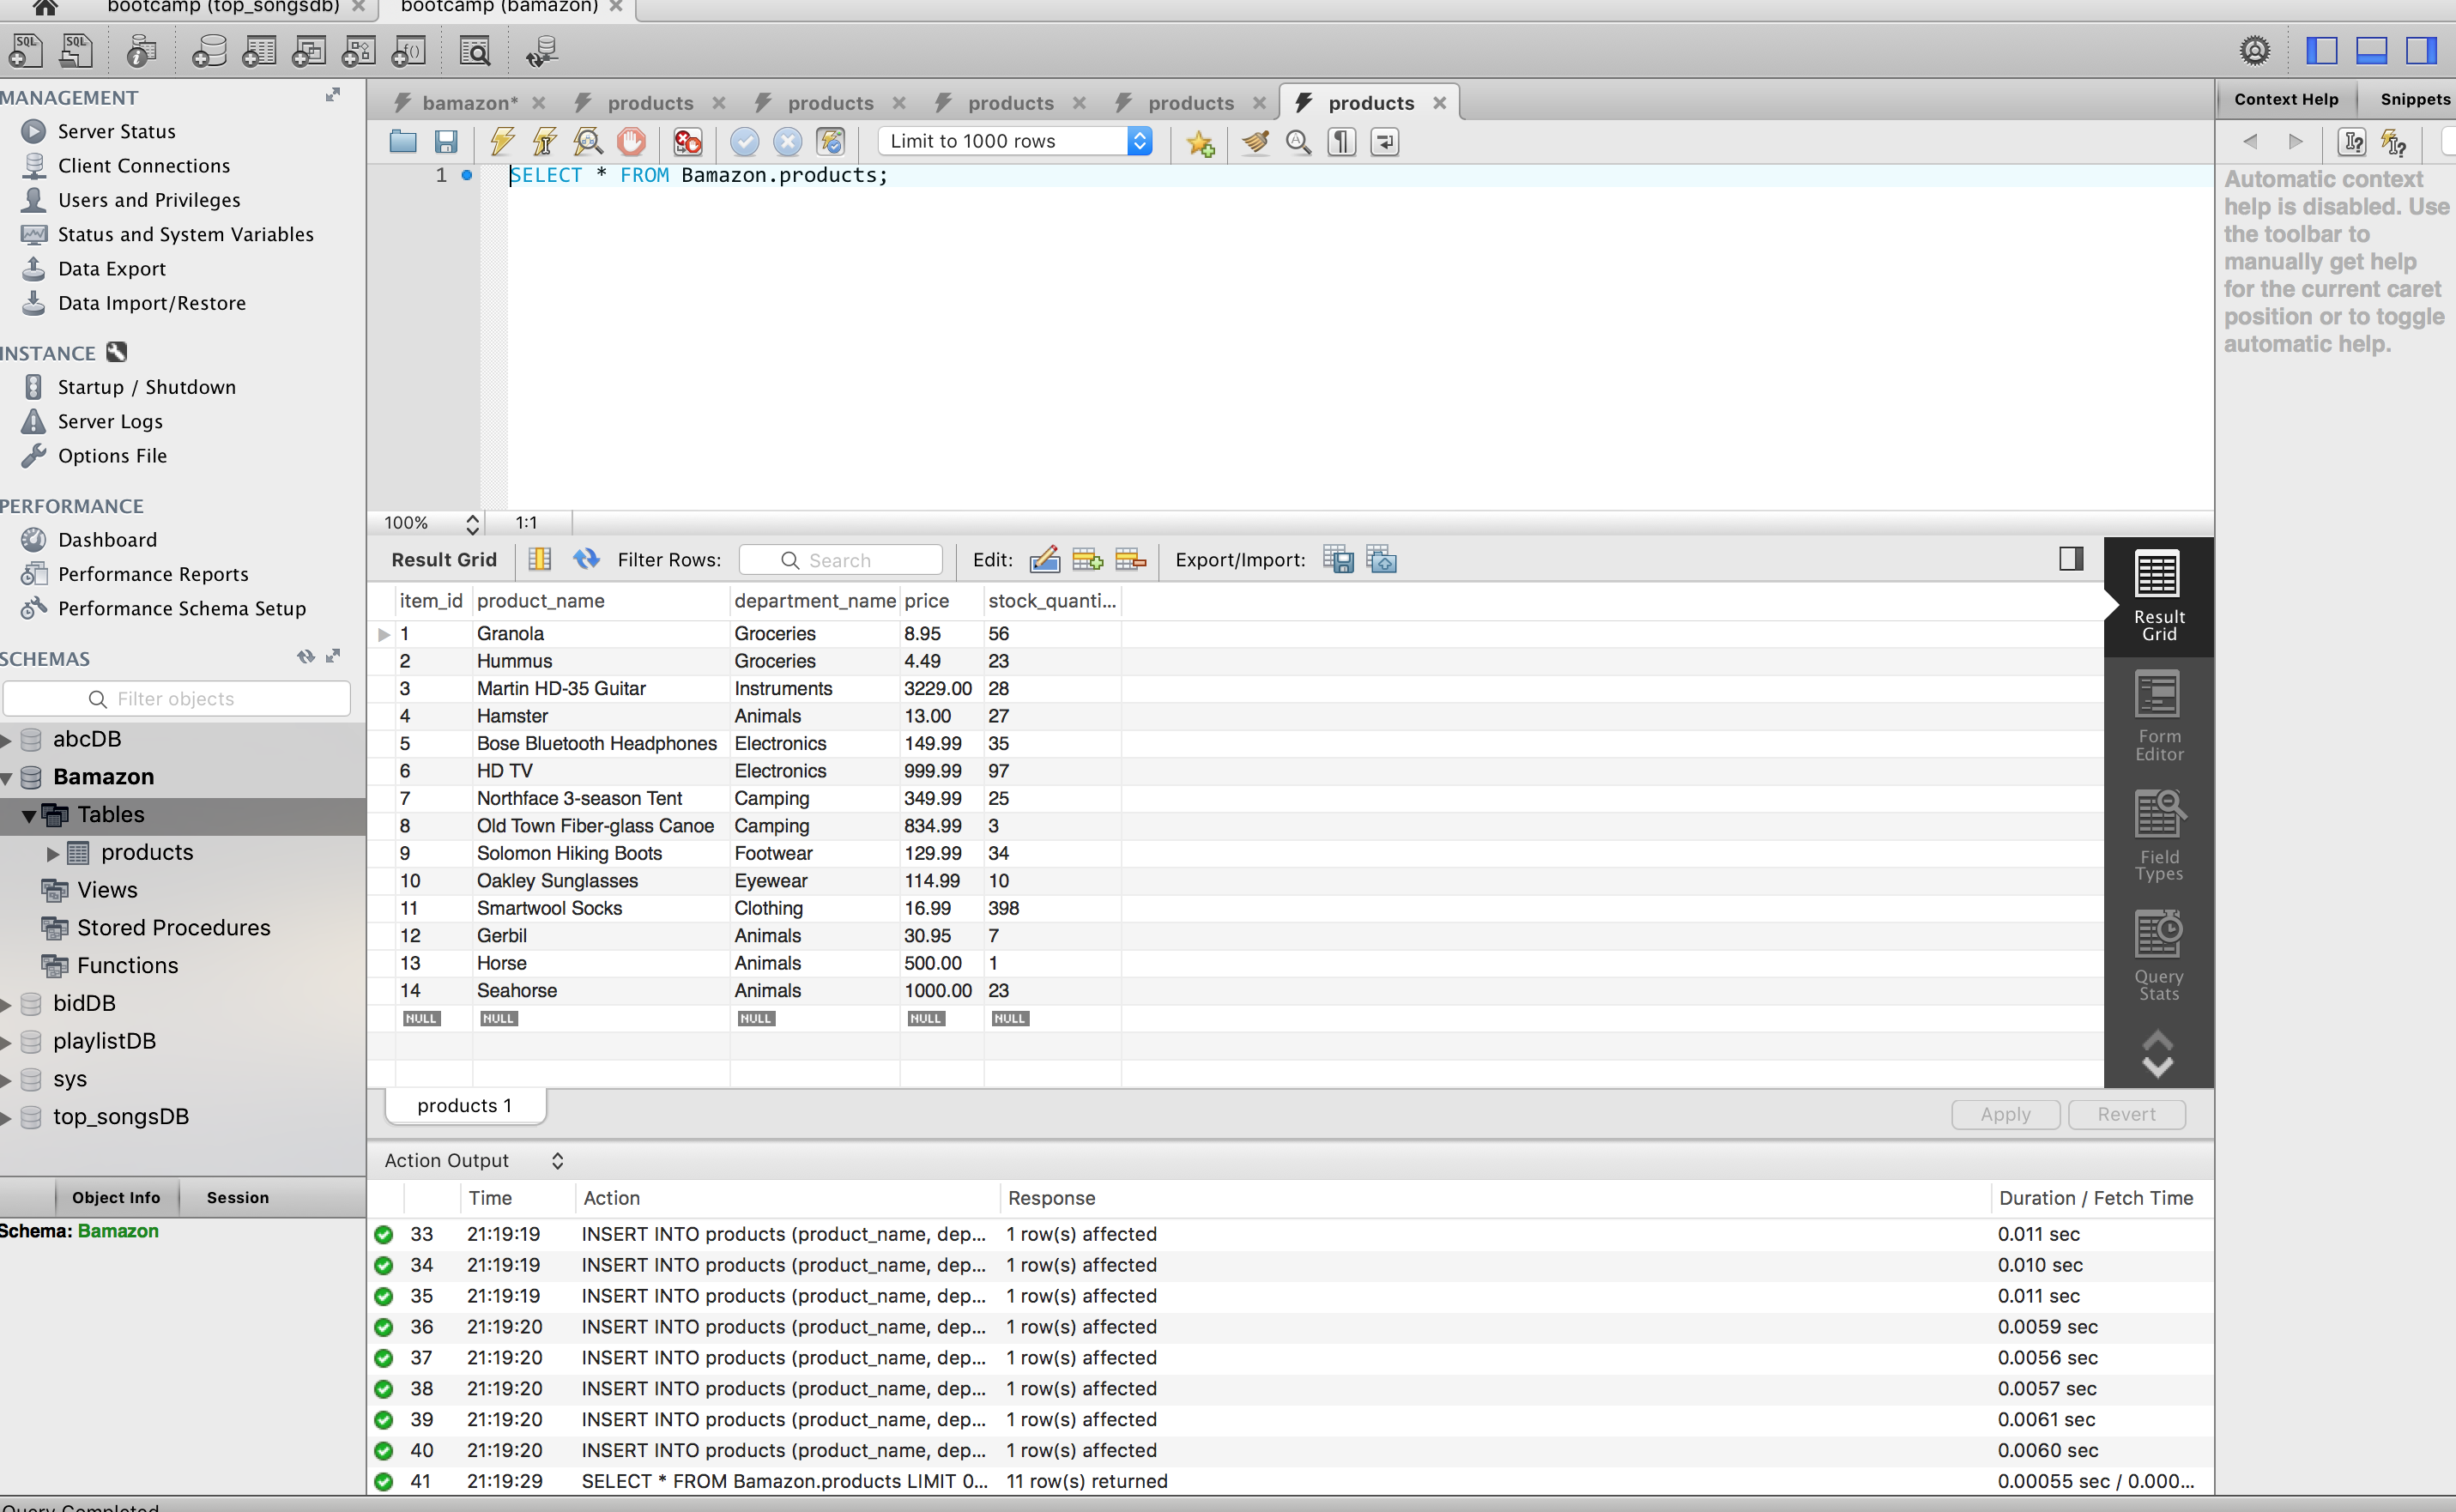 bootcamp (top_songsdb) bootcamp (bamazon)
MANAGEMENT
Server Status
Client Connections
Users and Privileges
Status and System Variables
Data Export
Data Import/Restore
INSTANCE
Startup / Shutdown
Server Logs
Options File
PERFORMANCE
Dashboard
Performance Reports
Performance Schema Setup
SCHEMAS
Filter objects
abcDB
Bamazon
Tables
products
Views
Stored Procedures
Functions
bidDB
playlistDB
sys
top_songsDB
Object Info Session
Schema: Bamazon
bamazon* products products products products products
Limit to 1000 rows
1 SELECT * FROM Bamazon.products;
100% 1:1
Result Grid Filter Rows: Search Edit: Export/Import:
item_id product_name department_name price stock_quanti...
1 Granola Groceries 8.95 56
2 Hummus Groceries 4.49 23
3 Martin HD-35 Guitar Instruments 3229.00 28
4 Hamster Animals 13.00 27
5 Bose Bluetooth Headphones Electronics 149.99 35
6 HD TV Electronics 999.99 97
7 Northface 3-season Tent Camping 349.99 25
8 Old Town Fiber-glass Canoe Camping 834.99 3
9 Solomon Hiking Boots Footwear 129.99 34
10 Oakley Sunglasses Eyewear 114.99 10
11 Smartwool Socks Clothing 16.99 398
12 Gerbil Animals 30.95 7
13 Horse Animals 500.00 1
14 Seahorse Animals 1000.00 23
NULL NULL NULL NULL NULL
Result
Grid
Form
Editor
Field
Types
Query
Stats
products 1
Apply Revert
Action Output
Time Action Response Duration / Fetch Time
33 21:19:19 INSERT INTO products (product_name, dep... 1 row(s) affected 0.011 sec
34 21:19:19 INSERT INTO products (product_name, dep... 1 row(s) affected 0.010 sec
35 21:19:19 INSERT INTO products (product_name, dep... 1 row(s) affected 0.011 sec
36 21:19:20 INSERT INTO products (product_name, dep... 1 row(s) affected 0.0059 sec
37 21:19:20 INSERT INTO products (product_name, dep... 1 row(s) affected 0.0056 sec
38 21:19:20 INSERT INTO products (product_name, dep... 1 row(s) affected 0.0057 sec
39 21:19:20 INSERT INTO products (product_name, dep... 1 row(s) affected 0.0061 sec
40 21:19:20 INSERT INTO products (product_name, dep... 1 row(s) affected 0.0060 sec
41 21:19:29 SELECT * FROM Bamazon.products LIMIT 0... 11 row(s) returned 0.00055 sec / 0.000...
Context Help Snippets
Automatic context
help is disabled. Use
the toolbar to
manually get help
for the current caret
position or to toggle
automatic help.
Query Completed